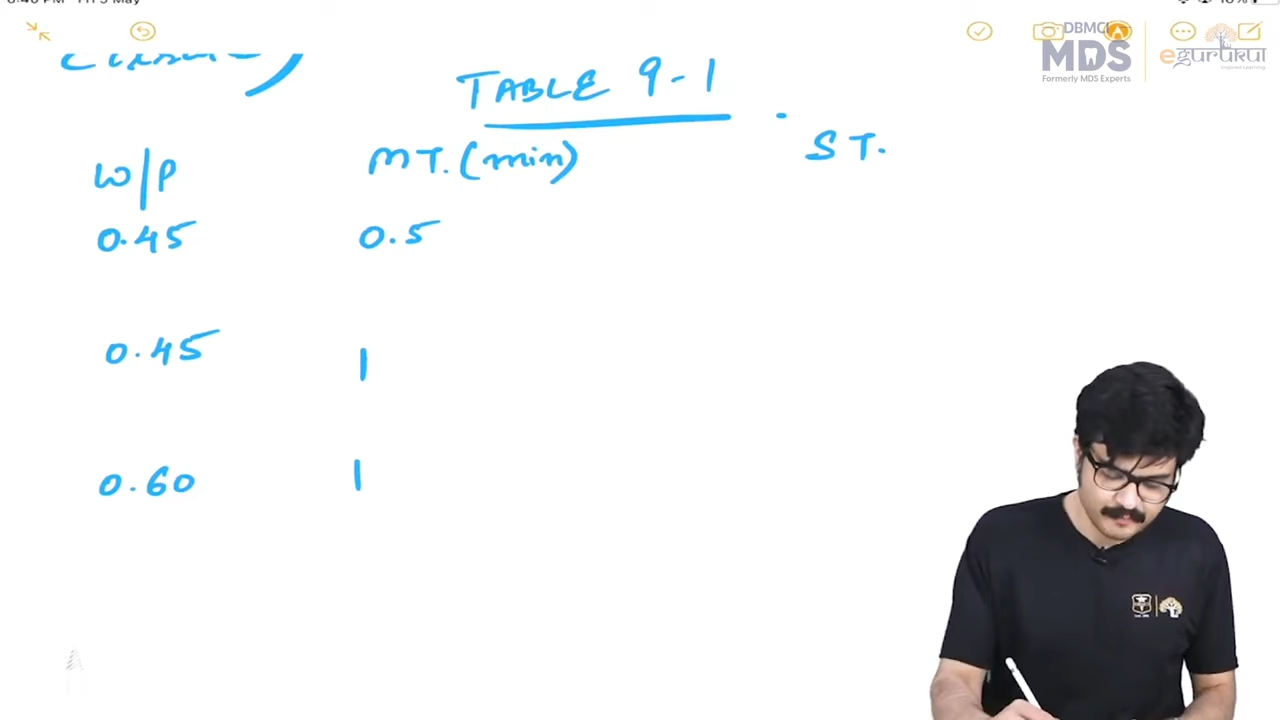 DBMCI
MDS
Formerly MDS Experts
egurukul
TABLE 9-1
W/P MT. (min) ST.
0.45 0.5
0.45 1
0.60 1